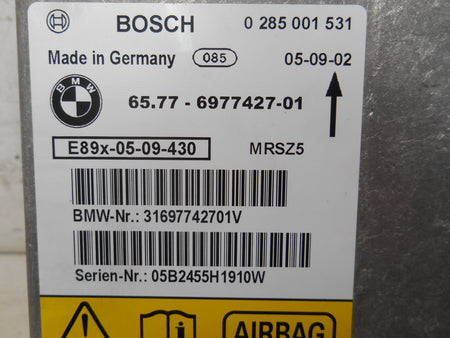 BOSCH 0 285 001 531
Made in Germany 085 05-09-02
BMW 65.77 - 6977427-01
E89x-05-09-430 MRSZ5
BMW-Nr.: 31697742701V
Serien-Nr.: 05B2455H1910W
AIRBAG